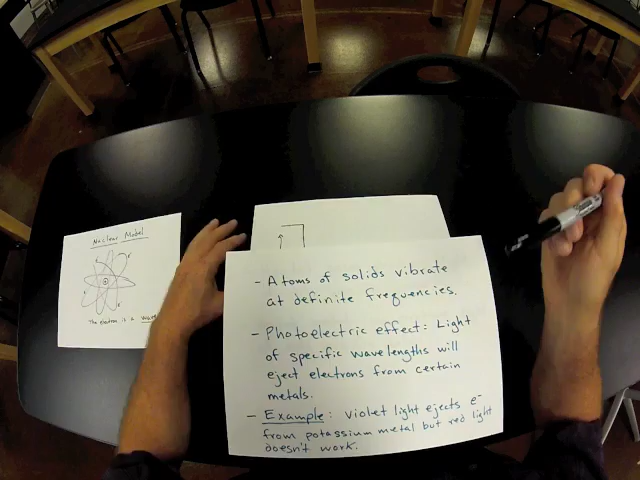 Nuclear Model
e-
e-
e-
The electron is a wave
- Atoms of solids vibrate
at definite frequencies.
- Photoelectric effect: Light
of specific wavelengths will
eject electrons from certain
metals.
- Example: violet light ejects e-
from potassium metal but red light
doesn't work.